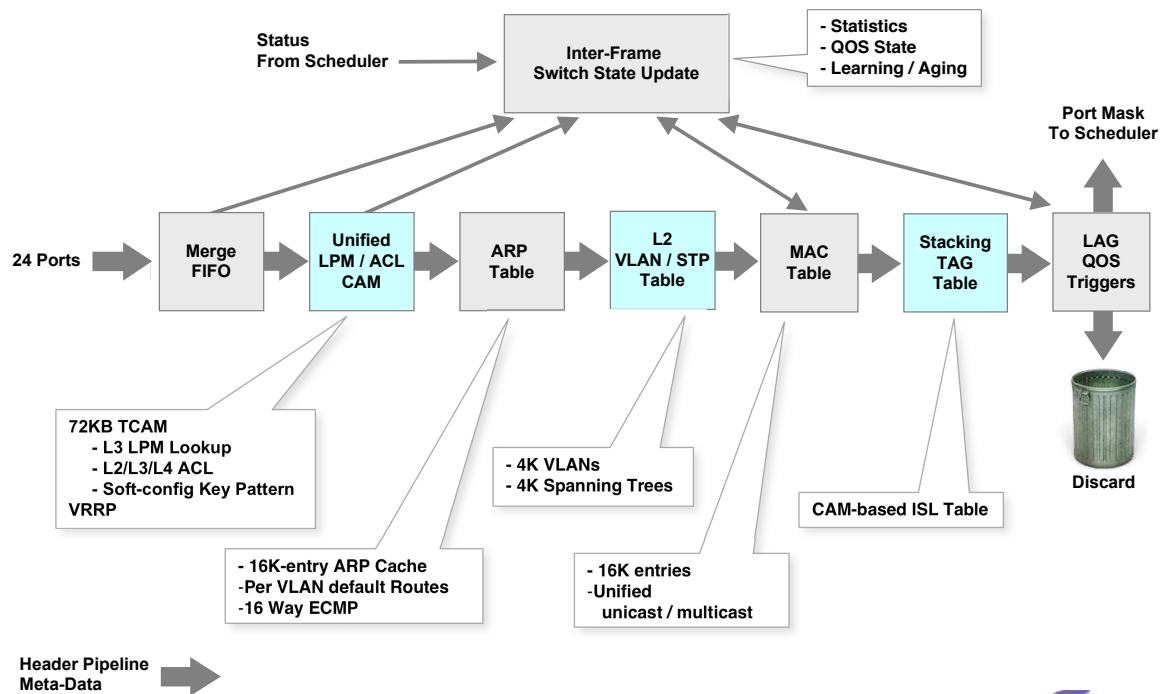 Status
From Scheduler
Inter-Frame
Switch State Update
- Statistics
- QOS State
- Learning / Aging
Port Mask
To Scheduler
24 Ports
Merge
FIFO
Unified
LPM / ACL
CAM
ARP
Table
L2
VLAN / STP
Table
MAC
Table
Stacking
TAG
Table
LAG
QOS
Triggers
72KB TCAM
- L3 LPM Lookup
- L2/L3/L4 ACL
- Soft-config Key Pattern
VRRP
- 16K-entry ARP Cache
-Per VLAN default Routes
-16 Way ECMP
- 4K VLANs
- 4K Spanning Trees
- 16K entries
-Unified
unicast / multicast
CAM-based ISL Table
Discard
Header Pipeline
Meta-Data